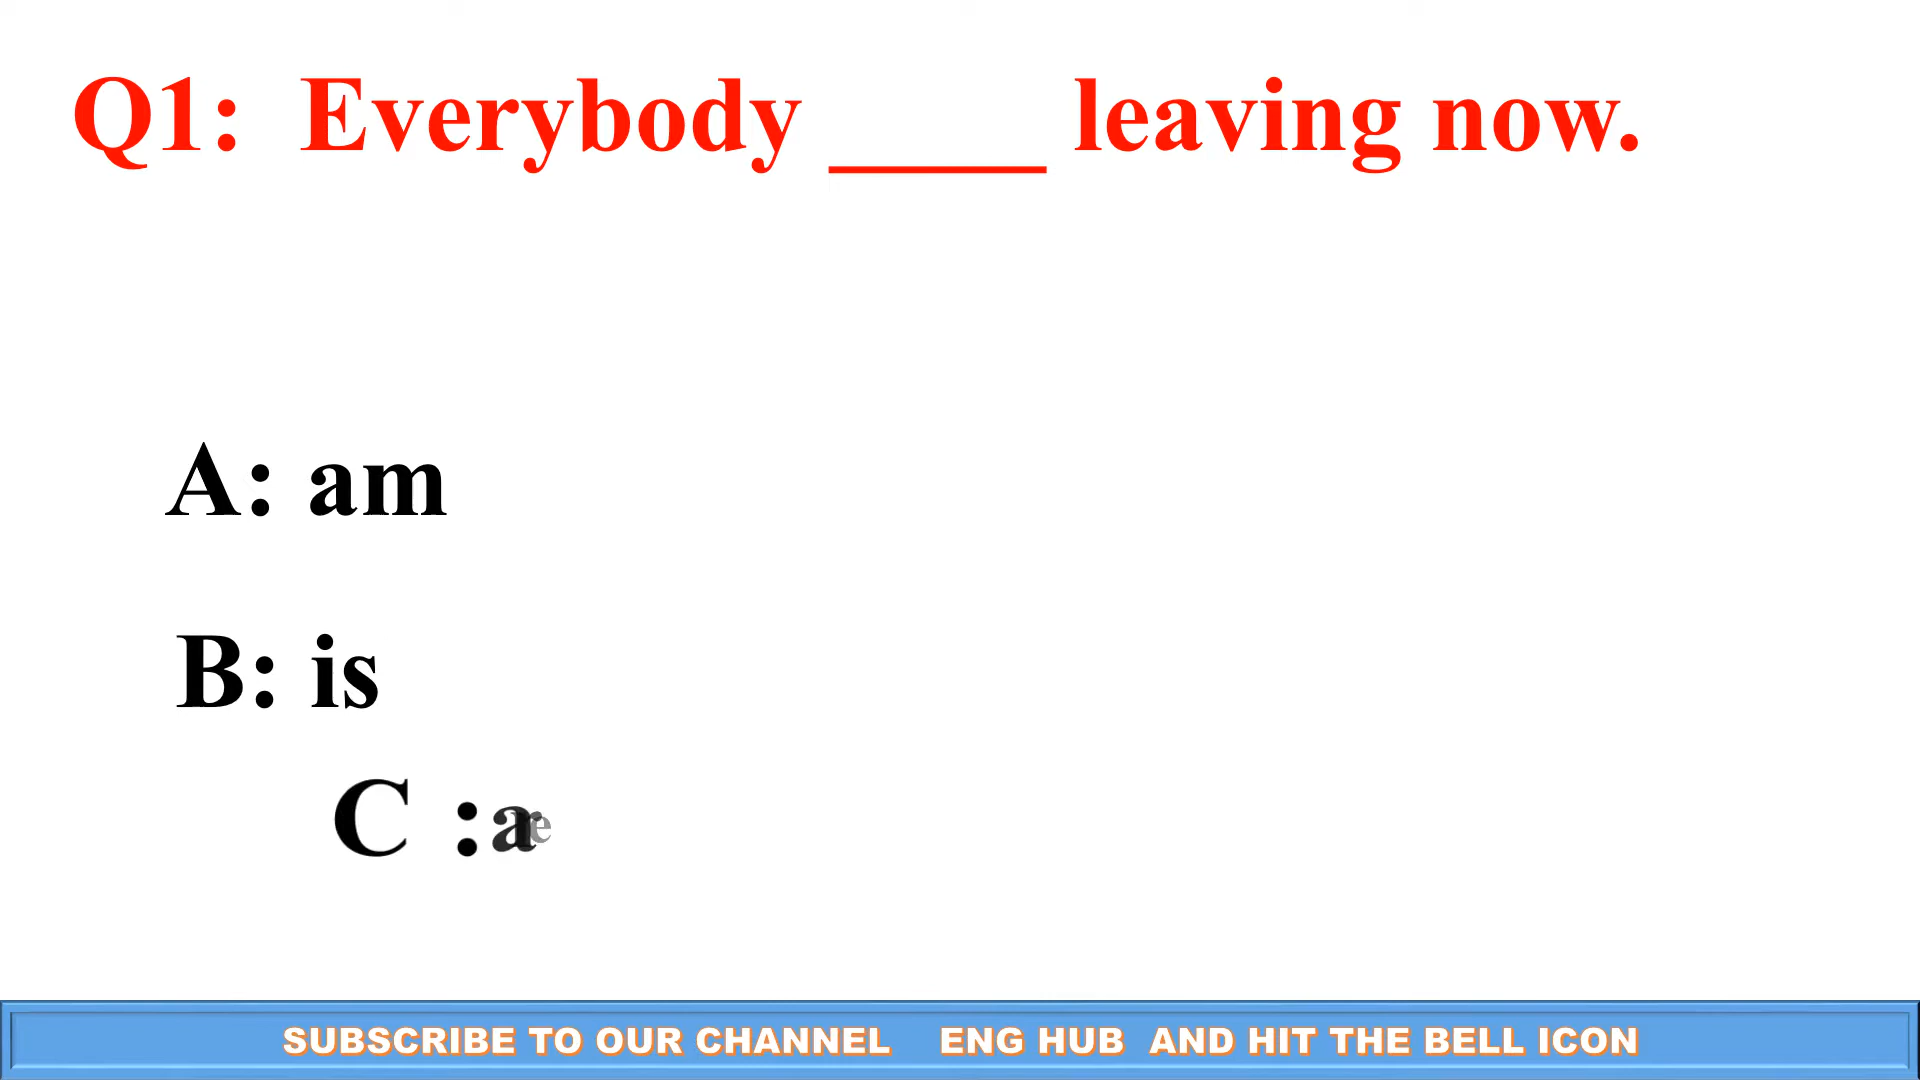 Q1: Everybody ____ leaving now.
A: am
B: is
C :
SUBSCRIBE TO OUR CHANNEL ENG HUB AND HIT THE BELL ICON